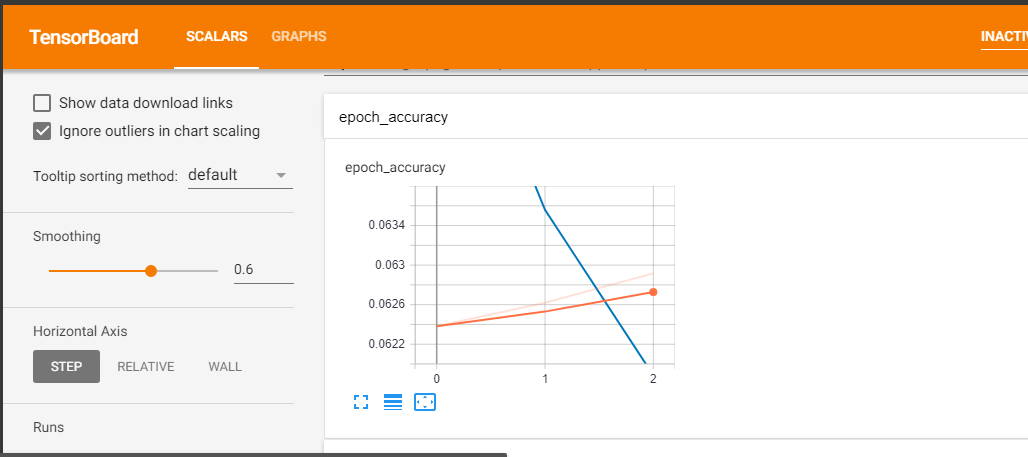 TensorBoard SCALARS GRAPHS INACTI
Show data download links
Ignore outliers in chart scaling
Tooltip sorting method: default
Smoothing
0.6
Horizontal Axis
STEP RELATIVE WALL
Runs
epoch_accuracy
epoch_accuracy
0.0634
0.063
0.0626
0.0622
0 1 2